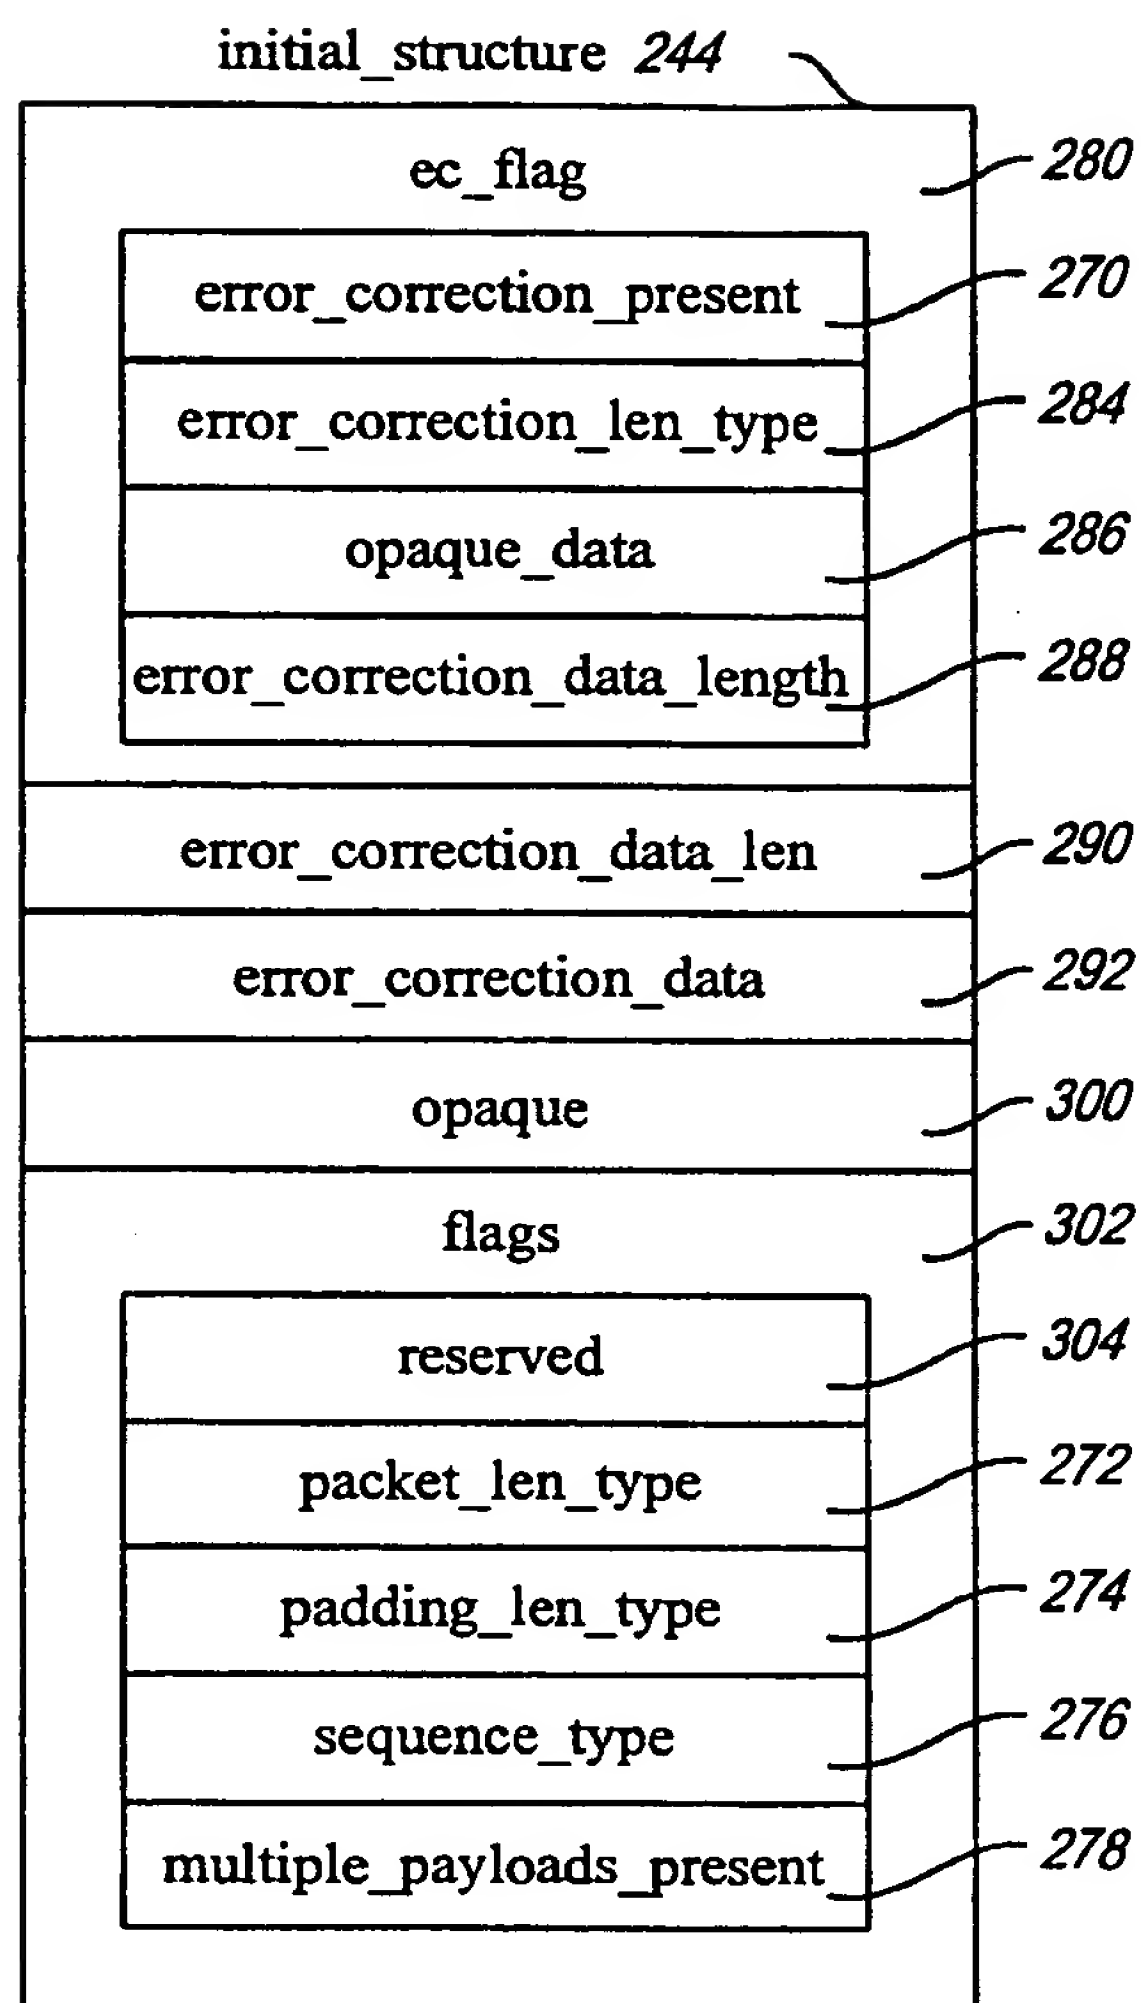 initial_structure 244
ec_flag 280
error_correction_present 270
error_correction_len_type 284
opaque_data 286
error_correction_data_length 288
error_correction_data_len 290
error_correction_data 292
opaque 300
flags 302
reserved 304
packet_len_type 272
padding_len_type 274
sequence_type 276
multiple_payloads_present 278